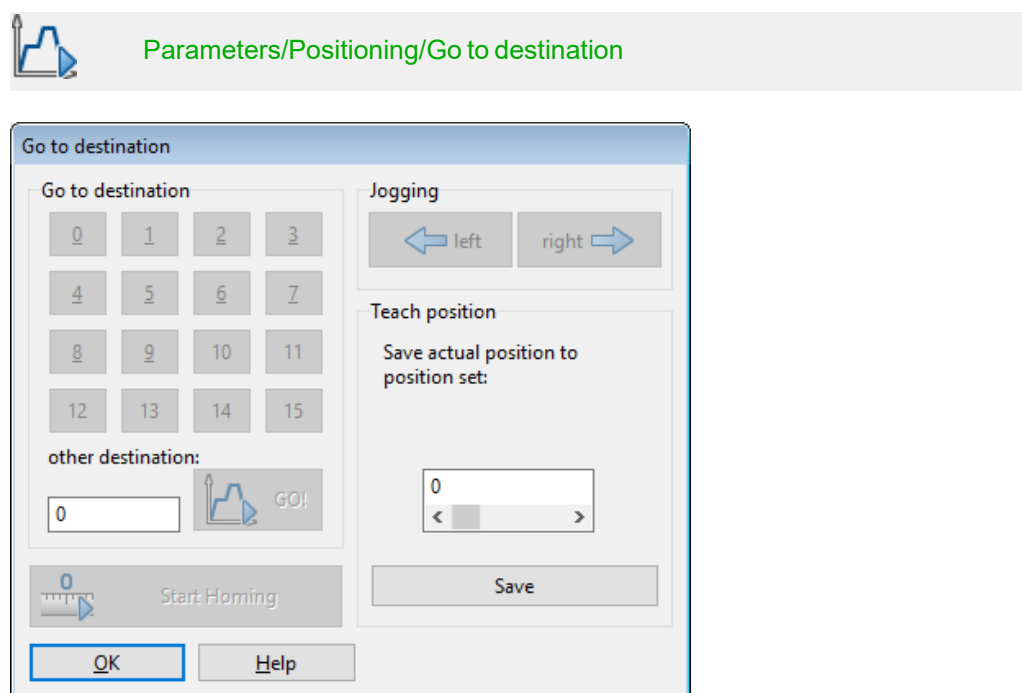 Parameters/Positioning/Go to destination
Go to destination
Go to destination
0 1 2 3
4 5 6 7
8 9 10 11
12 13 14 15
other destination:
0
GO!
0
Start Homing
OK
Help
Jogging
left
right
Teach position
Save actual position to
position set:
0
Save